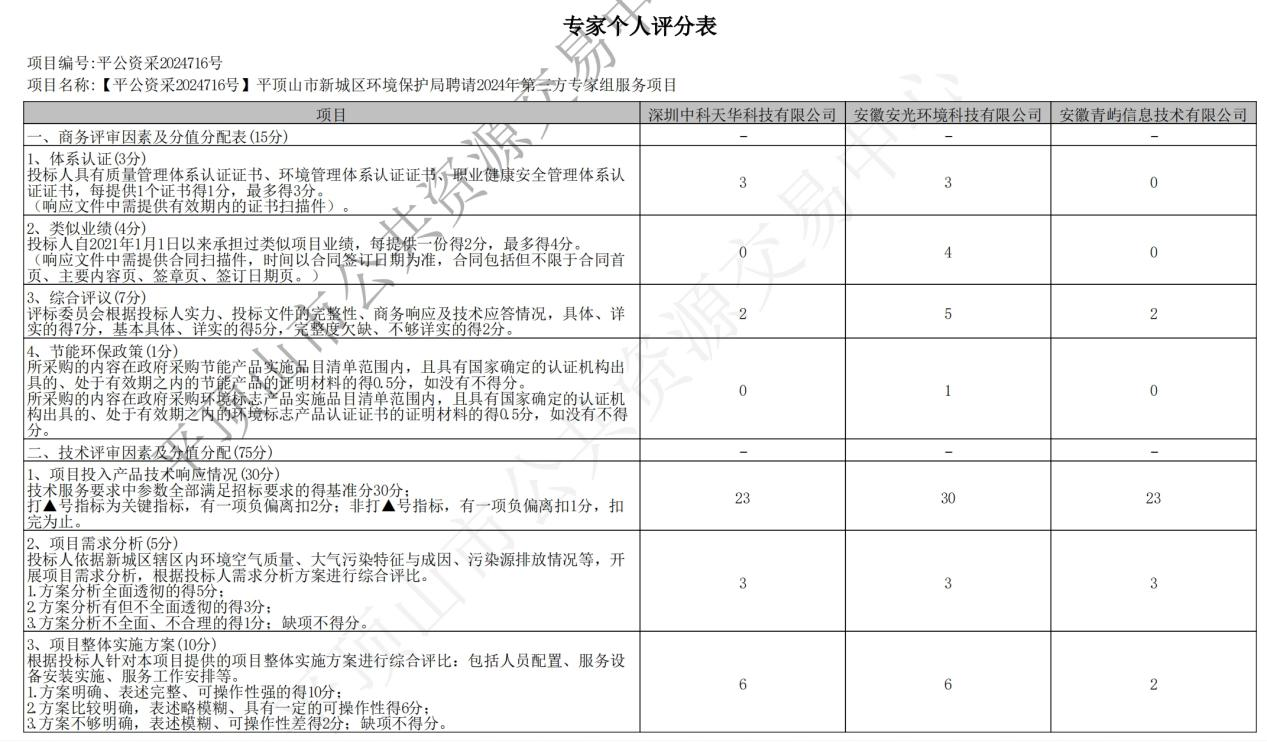 专家个人评分表
项目编号:平公资采2024716号
项目名称:【平公资采2024716号】平顶山市新城区环境保护局聘请2024年第三方专家组服务项目
项目 深圳中科天华科技有限公司 安徽安光环境科技有限公司 安徽青屿信息技术有限公司
一、商务评审因素及分值分配表(15分) - - -
1、体系认证(3分)
投标人具有质量管理体系认证证书、环境管理体系认证证书、职业健康安全管理体系认
证证书，每提供1个证书得1分，最多得3分。
（响应文件中需提供有效期内的证书扫描件）。
3 3 0
2、类似业绩(4分)
投标人自2021年1月1日以来承担过类似项目业绩，每提供一份得2分，最多得4分。
（响应文件中需提供合同扫描件，时间以合同签订日期为准，合同包括但不限于合同首
页、主要内容页、签章页、签订日期页。）
0 4 0
3、综合评议(7分)
评标委员会根据投标人实力、投标文件的完整性、商务响应及技术应答情况，具体、详
实的得7分，基本具体、详实的得5分，完整度欠缺、不够详实的得2分。
2 5 2
4、节能环保政策(1分)
所采购的内容在政府采购节能产品实施品目清单范围内，且具有国家确定的认证机构出
具的、处于有效期之内的节能产品的证明材料的得0.5分，如没有不得分。
所采购的内容在政府采购环境标志产品实施品目清单范围内，且具有国家确定的认证机
构出具的、处于有效期之内的环境标志产品认证证书的证明材料的得0.5分，如没有不得
分。
0 1 0
二、技术评审因素及分值分配(75分) - - -
1、项目投入产品技术响应情况(30分)
技术服务要求中参数全部满足招标要求的得基准分30分；
打▲号指标为关键指标，有一项负偏离扣2分；非打▲号指标，有一项负偏离扣1分，扣
完为止。
23 30 23
2、项目需求分析(5分)
投标人依据新城区辖区内环境空气质量、大气污染特征与成因、污染源排放情况等，开
展项目需求分析，根据投标人需求分析方案进行综合评比。
1.方案分析全面透彻的得5分；
2.方案分析有但不全面透彻的得3分；
3.方案分析不全面、不合理的得1分；缺项不得分。
3 3 3
3、项目整体实施方案(10分)
根据投标人针对本项目提供的项目整体实施方案进行综合评比：包括人员配置、服务设
备安装实施、服务工作安排等。
1.方案明确、表述完整、可操作性强的得10分；
2.方案比较明确，表述略模糊、具有一定的可操作性得6分；
3.方案不够明确，表述模糊、可操作性差得2分；缺项不得分。
6 6 2
平顶山市公共资源交易中
平顶山市公共资源交易中心